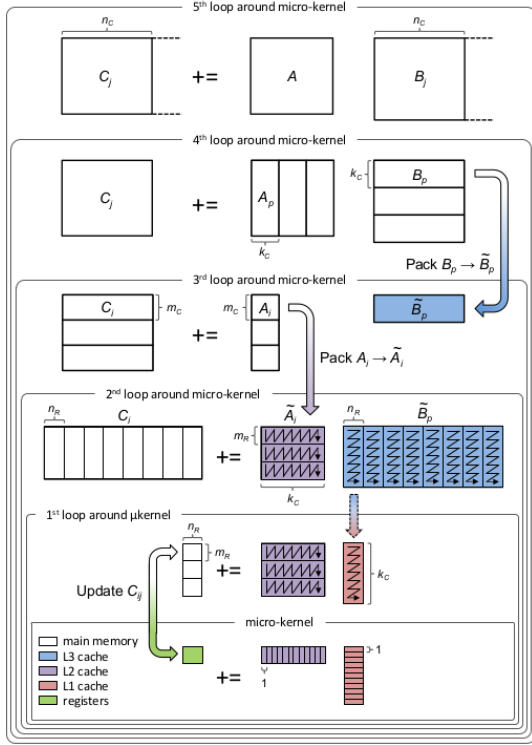 5th loop around micro-kernel
nC nC
Cj += A Bj
4th loop around micro-kernel
Cj += Ap kC Bp
kC
Pack Bp → B̃p
3rd loop around micro-kernel
Ci mC += mC Ai B̃p
Pack Ai → Ãi
2nd loop around micro-kernel
nR Ci Ãi nR B̃p
+= mR
kC
1st loop around μkernel
nR
mR += kC
Update Cij
micro-kernel
main memory
L3 cache
L2 cache
L1 cache
registers
+=
1
1